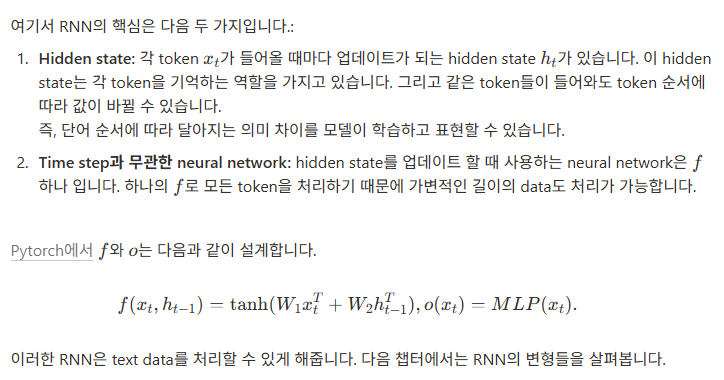 여기서 RNN의 핵심은 다음 두 가지입니다.:
1. Hidden state: 각 token $x_t$가 들어올 때마다 업데이트가 되는 hidden state $h_t$가 있습니다. 이 hidden
state는 각 token을 기억하는 역할을 가지고 있습니다. 그리고 같은 token들이 들어와도 token 순서에
따라 값이 바뀔 수 있습니다.
즉, 단어 순서에 따라 달아지는 의미 차이를 모델이 학습하고 표현할 수 있습니다.
2. Time step과 무관한 neural network: hidden state를 업데이트 할 때 사용하는 neural network은 $f$
하나 입니다. 하나의 $f$로 모든 token을 처리하기 때문에 가변적인 길이의 data도 처리가 가능합니다.
Pytorch에서 $f$와 $o$는 다음과 같이 설계합니다.
$f(x_t, h_{t-1}) = \tanh(W_1 x_t^T + W_2 h_{t-1}^T), o(x_t) = MLP(x_t).$
이러한 RNN은 text data를 처리할 수 있게 해줍니다. 다음 챕터에서는 RNN의 변형들을 살펴봅니다.